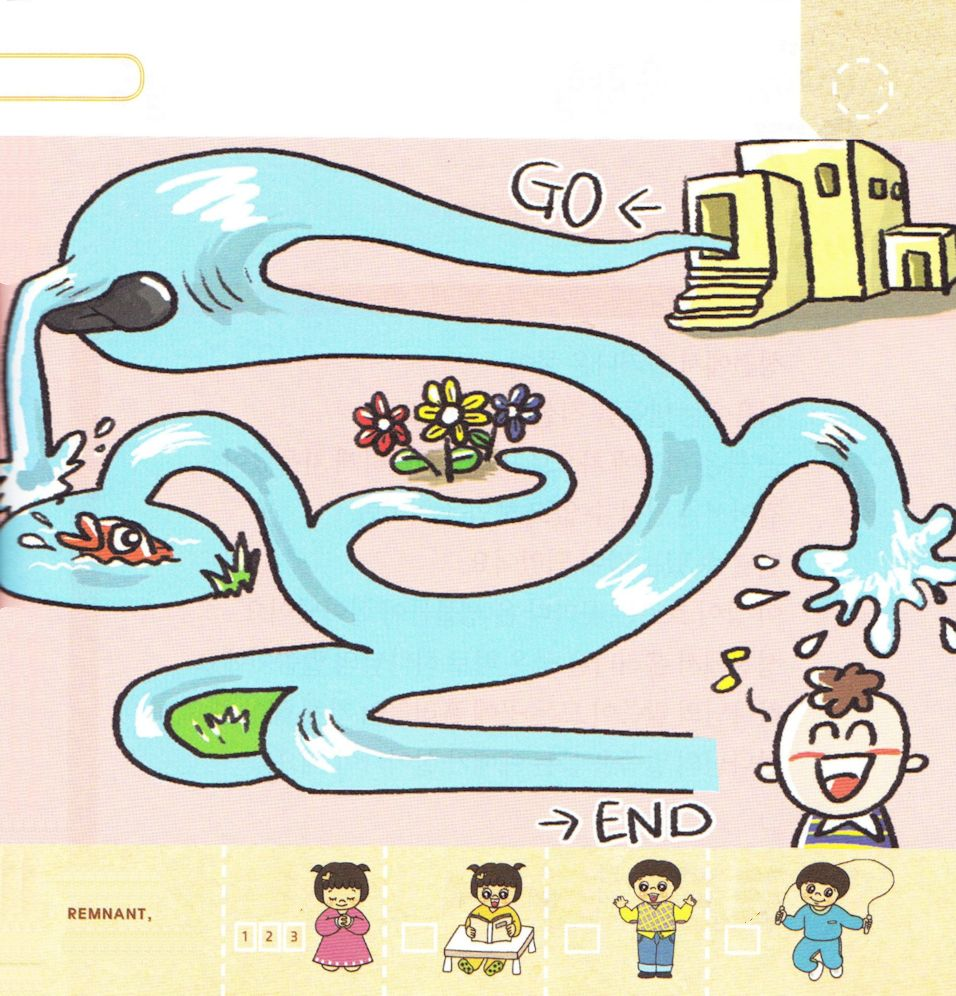 GO ←
→ END
REMNANT,
1 2 3